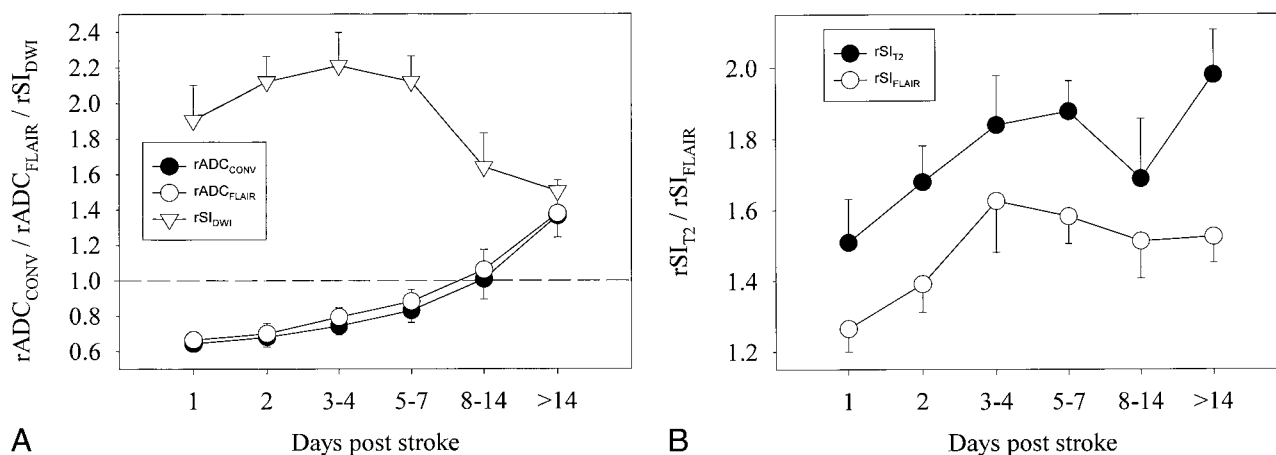 2.4
2.2
2.0
1.8
1.6
1.4
1.2
1.0
0.8
0.6
rADC_CONV / rADC_FLAIR / rSI_DWI
rADC_CONV
rADC_FLAIR
rSI_DWI
1 2 3-4 5-7 8-14 >14
Days post stroke
A
2.0
1.8
1.6
1.4
1.2
rSI_T2 / rSI_FLAIR
rSI_T2
rSI_FLAIR
1 2 3-4 5-7 8-14 >14
Days post stroke
B